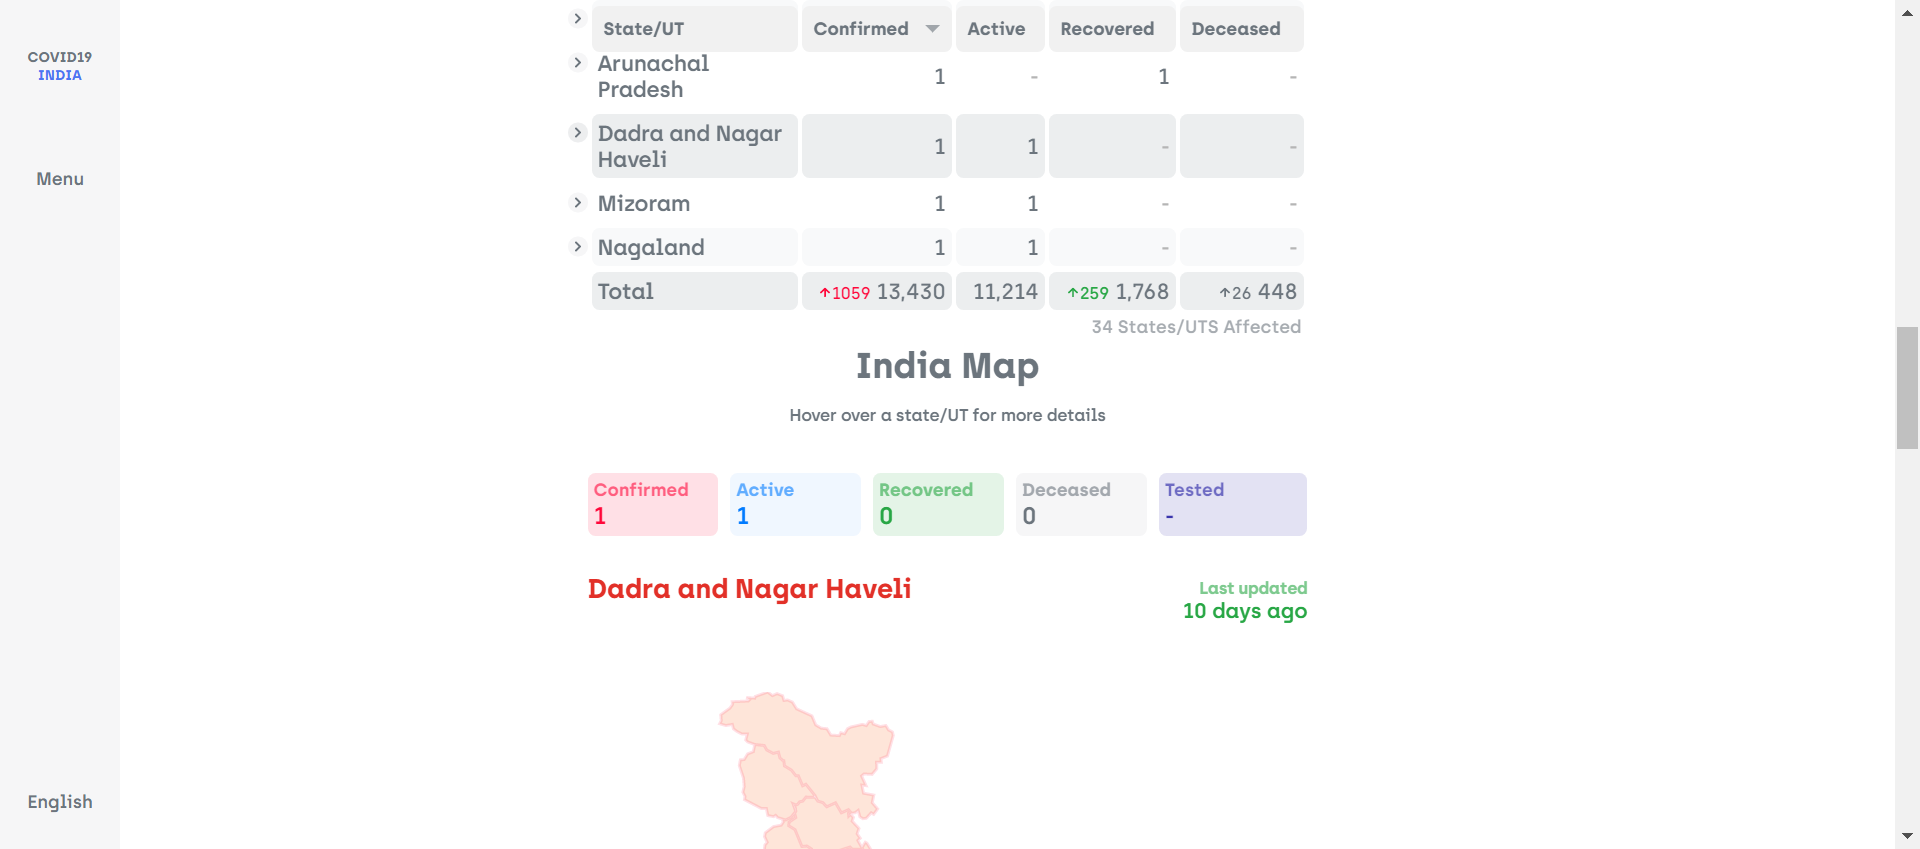 COVID19
INDIA
Menu
English
State/UT Confirmed Active Recovered Deceased
Arunachal
Pradesh
1 - 1 -
Dadra and Nagar
Haveli
1 1 - -
Mizoram 1 1 - -
Nagaland 1 1 - -
Total ↑1059 13,430 11,214 ↑259 1,768 ↑26 448
34 States/UTS Affected
India Map
Hover over a state/UT for more details
Confirmed Active Recovered Deceased Tested
1 1 0 0 -
Dadra and Nagar Haveli
Last updated
10 days ago